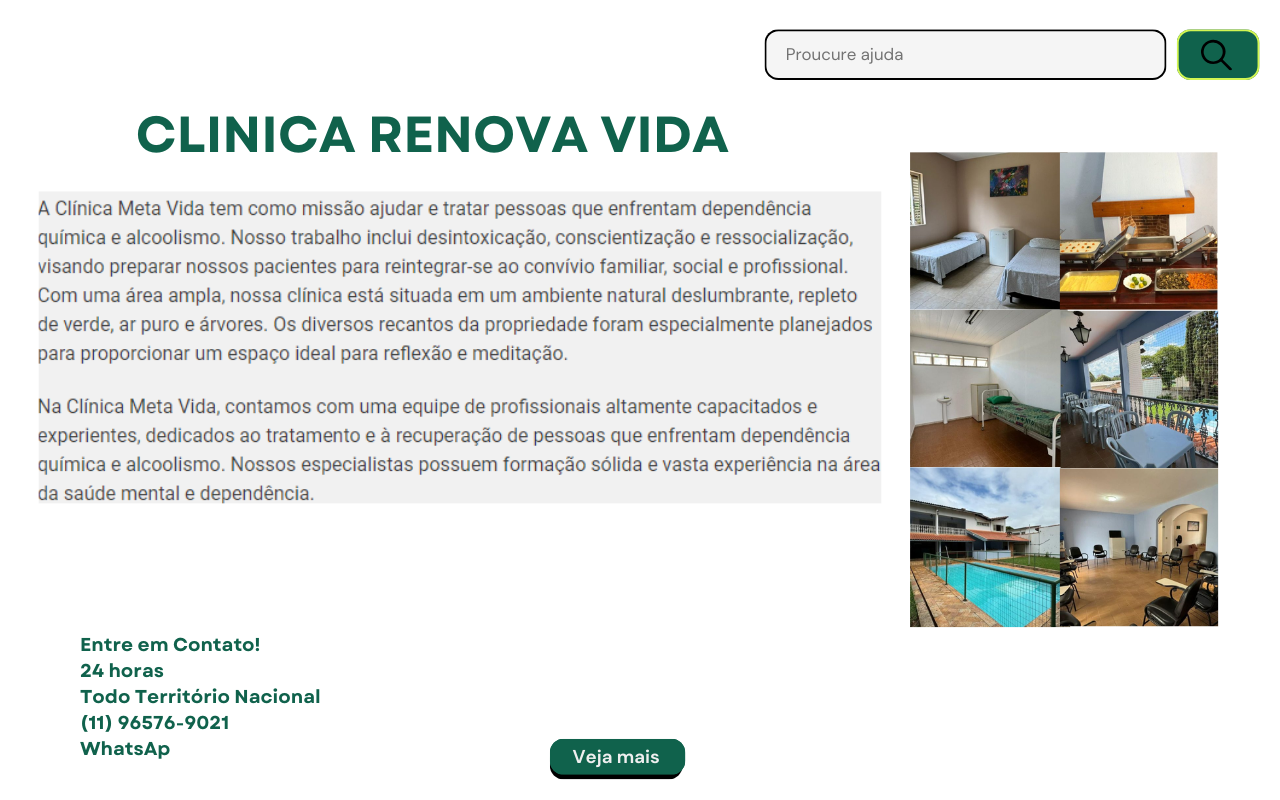 Proucure ajuda
CLINICA RENOVA VIDA
A Clínica Meta Vida tem como missão ajudar e tratar pessoas que enfrentam dependência
química e alcoolismo. Nosso trabalho inclui desintoxicação, conscientização e ressocialização,
visando preparar nossos pacientes para reintegrar-se ao convívio familiar, social e profissional.
Com uma área ampla, nossa clínica está situada em um ambiente natural deslumbrante, repleto
de verde, ar puro e árvores. Os diversos recantos da propriedade foram especialmente planejados
para proporcionar um espaço ideal para reflexão e meditação.
Na Clínica Meta Vida, contamos com uma equipe de profissionais altamente capacitados e
experientes, dedicados ao tratamento e à recuperação de pessoas que enfrentam dependência
química e alcoolismo. Nossos especialistas possuem formação sólida e vasta experiência na área
da saúde mental e dependência.
Entre em Contato!
24 horas
Todo Território Nacional
(11) 96576-9021
WhatsAp
Veja mais